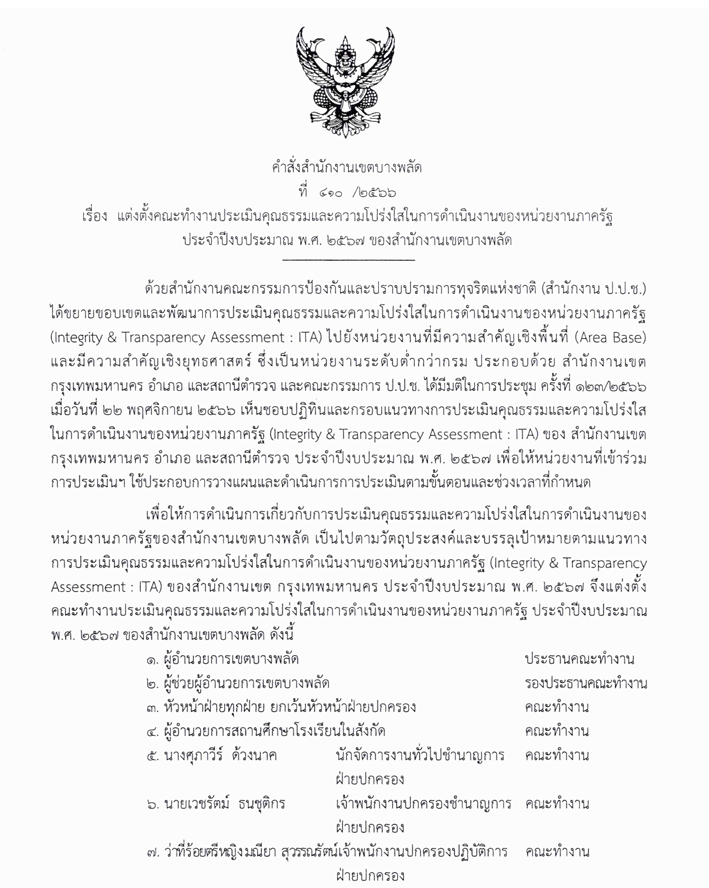 คำสั่งสำนักงานเขตบางพลัด
ที่ ๔๑๐ /๒๕๖๖
เรื่อง แต่งตั้งคณะทำงานประเมินคุณธรรมและความโปร่งใสในการดำเนินงานของหน่วยงานภาครัฐ
ประจำปีงบประมาณ พ.ศ. ๒๕๖๗ ของสำนักงานเขตบางพลัด
ด้วยสำนักงานคณะกรรมการป้องกันและปราบปรามการทุจริตแห่งชาติ (สำนักงาน ป.ป.ช.)
ได้ขยายขอบเขตและพัฒนาการประเมินคุณธรรมและความโปร่งใสในการดำเนินงานของหน่วยงานภาครัฐ
(Integrity & Transparency Assessment : ITA) ไปยังหน่วยงานที่มีความสำคัญเชิงพื้นที่ (Area Base)
และมีความสำคัญเชิงยุทธศาสตร์ ซึ่งเป็นหน่วยงานระดับต่ำกว่ากรม ประกอบด้วย สำนักงานเขต
กรุงเทพมหานคร อำเภอ และสถานีตำรวจ และคณะกรรมการ ป.ป.ช. ได้มีมติในการประชุม ครั้งที่ ๑๒๓/๒๕๖๖
เมื่อวันที่ ๒๒ พฤศจิกายน ๒๕๖๖ เห็นชอบปฏิทินและกรอบแนวทางการประเมินคุณธรรมและความโปร่งใส
ในการดำเนินงานของหน่วยงานภาครัฐ (Integrity & Transparency Assessment : ITA) ของ สำนักงานเขต
กรุงเทพมหานคร อำเภอ และสถานีตำรวจ ประจำปีงบประมาณ พ.ศ. ๒๕๖๗ เพื่อให้หน่วยงานที่เข้าร่วม
การประเมินฯ ใช้ประกอบการวางแผนและดำเนินการการประเมินตามขั้นตอนและช่วงเวลาที่กำหนด
เพื่อให้การดำเนินการเกี่ยวกับการประเมินคุณธรรมและความโปร่งใสในการดำเนินงานของ
หน่วยงานภาครัฐของสำนักงานเขตบางพลัด เป็นไปตามวัตถุประสงค์และบรรลุเป้าหมายตามแนวทาง
การประเมินคุณธรรมและความโปร่งใสในการดำเนินงานของหน่วยงานภาครัฐ (Integrity & Transparency
Assessment : ITA) ของสำนักงานเขต กรุงเทพมหานคร ประจำปีงบประมาณ พ.ศ. ๒๕๖๗ จึงแต่งตั้ง
คณะทำงานประเมินคุณธรรมและความโปร่งใสในการดำเนินงานของหน่วยงานภาครัฐ ประจำปีงบประมาณ
พ.ศ. ๒๕๖๗ ของสำนักงานเขตบางพลัด ดังนี้
๑. ผู้อำนวยการเขตบางพลัด ประธานคณะทำงาน
๒. ผู้ช่วยผู้อำนวยการเขตบางพลัด รองประธานคณะทำงาน
๓. หัวหน้าฝ่ายทุกฝ่าย ยกเว้นหัวหน้าฝ่ายปกครอง คณะทำงาน
๔. ผู้อำนวยการสถานศึกษาโรงเรียนในสังกัด คณะทำงาน
๕. นางศุภาวีร์ ด้วงนาค นักจัดการงานทั่วไปชำนาญการ คณะทำงาน
ฝ่ายปกครอง
๖. นายเวชรัตม์ ธนชุติกร เจ้าพนักงานปกครองชำนาญการ คณะทำงาน
ฝ่ายปกครอง
๗. ว่าที่ร้อยตรีหญิงมณียา สุวรรณรัตน์เจ้าพนักงานปกครองปฏิบัติการ คณะทำงาน
ฝ่ายปกครอง